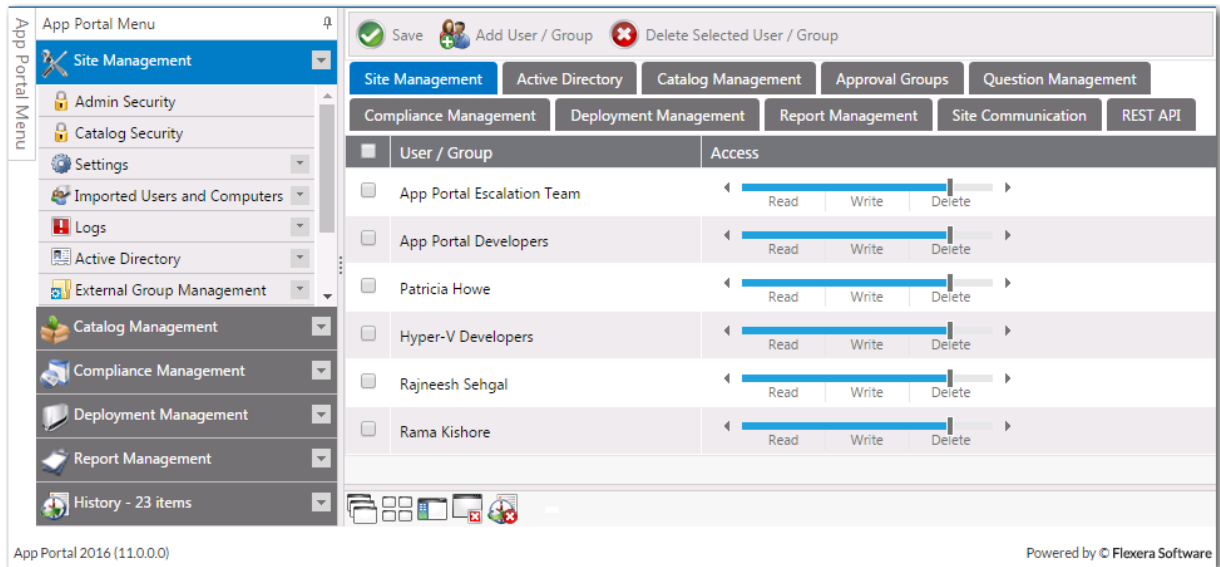 App Portal Menu
App Portal Menu
Site Management
Admin Security
Catalog Security
Settings
Imported Users and Computers
Logs
Active Directory
External Group Management
Catalog Management
Compliance Management
Deployment Management
Report Management
History - 23 items
Save Add User / Group Delete Selected User / Group
Site Management Active Directory Catalog Management Approval Groups Question Management
Compliance Management Deployment Management Report Management Site Communication REST API
User / Group Access
App Portal Escalation Team
Read Write Delete
App Portal Developers
Read Write Delete
Patricia Howe
Read Write Delete
Hyper-V Developers
Read Write Delete
Rajneesh Sehgal
Read Write Delete
Rama Kishore
Read Write Delete
App Portal 2016 (11.0.0.0)
Powered by © Flexera Software